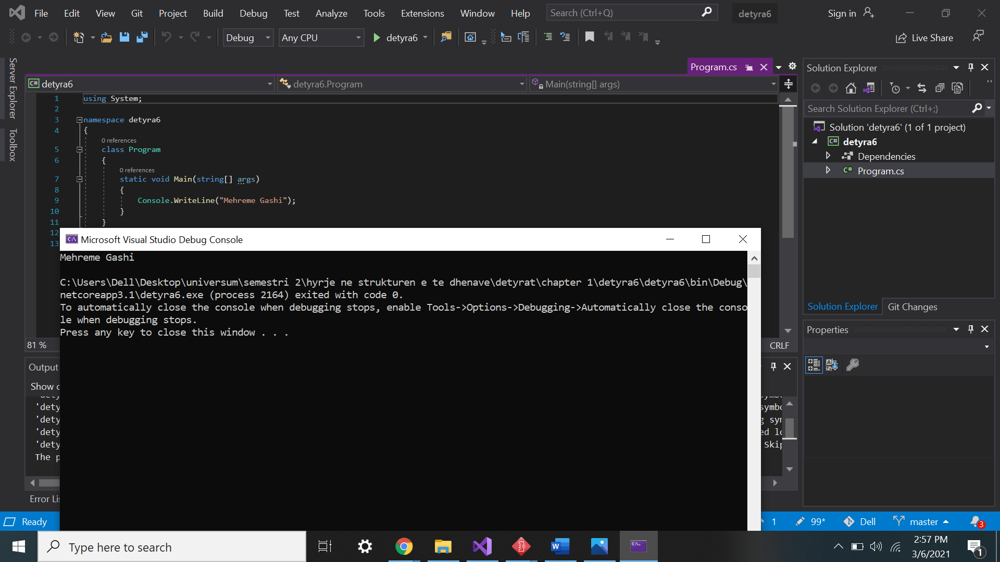 File Edit View Git Project Build Debug Test Analyze Tools Extensions Window Help Search (Ctrl+Q) detyra6 Sign in
Debug Any CPU detyra6 Live Share
Server Explorer
Toolbox
Program.cs
C# detyra6 detyra6.Program Main(string[] args)
1 using System;
2
3 namespace detyra6
4 {
0 references
5 class Program
6 {
0 references
7 static void Main(string[] args)
8 {
9 Console.WriteLine("Mehreme Gashi");
10 }
11 }
12
13
Microsoft Visual Studio Debug Console
Mehreme Gashi
C:\Users\Dell\Desktop\universum\semestri 2\hyrje ne strukturen e te dhenave\detyrat\chapter 1\detyra6\detyra6\bin\Debug\
netcoreapp3.1\detyra6.exe (process 2164) exited with code 0.
To automatically close the console when debugging stops, enable Tools->Options->Debugging->Automatically close the conso
le when debugging stops.
Press any key to close this window . . .
81 %
CRLF
Output
Show
'dety
'dety symbo
'dety
'dety
The p
Skip
Error Li
Solution Explorer
Search Solution Explorer (Ctrl+;)
Solution 'detyra6' (1 of 1 project)
C# detyra6
Dependencies
C# Program.cs
Solution Explorer Git Changes
Properties
Ready 1 99* Dell master 3
Type here to search
2:57 PM
3/6/2021
1